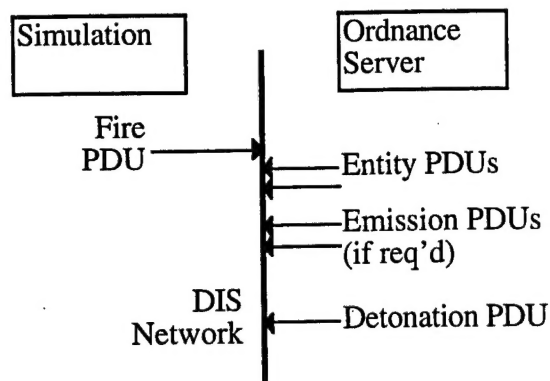 Simulation
Ordnance
Server
Fire
PDU
Entity PDUs
Emission PDUs
(if req'd)
DIS
Network
Detonation PDU